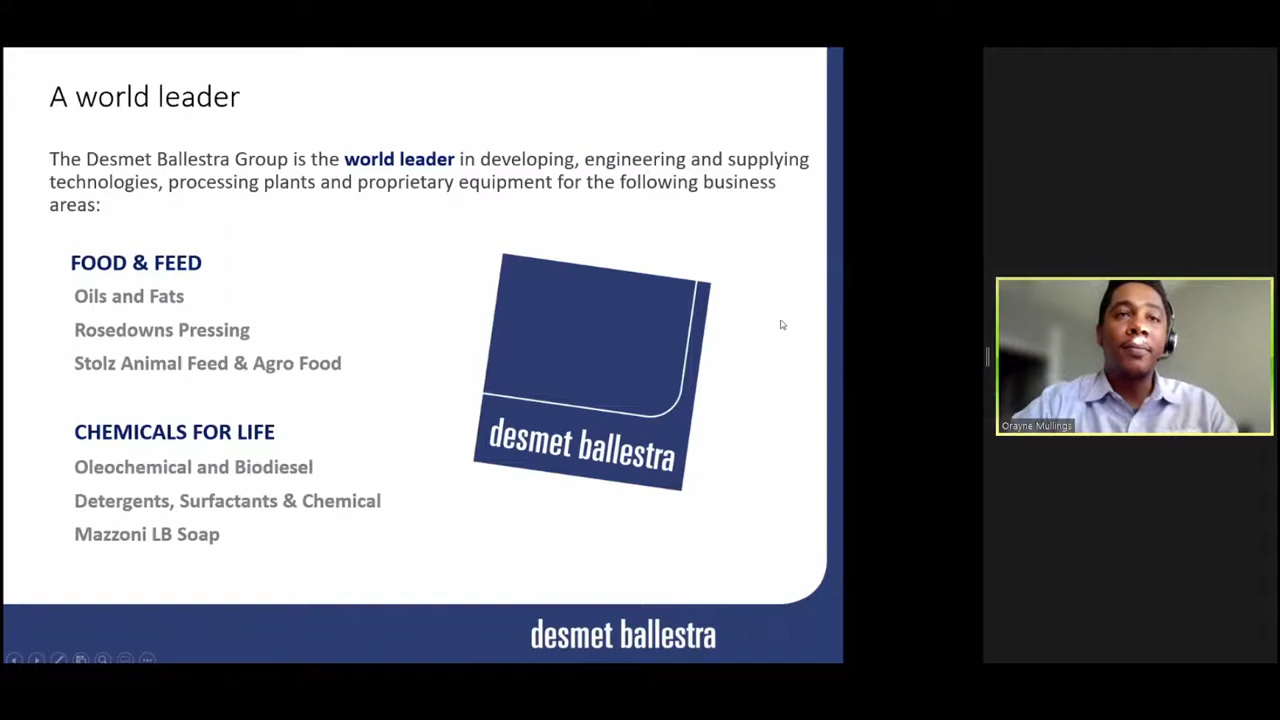 A world leader
The Desmet Ballestra Group is the world leader in developing, engineering and supplying
technologies, processing plants and proprietary equipment for the following business
areas:
FOOD & FEED
Oils and Fats
Rosedowns Pressing
Stolz Animal Feed & Agro Food
CHEMICALS FOR LIFE
Oleochemical and Biodiesel
Detergents, Surfactants & Chemical
Mazzoni LB Soap
desmet ballestra
desmet ballestra
Orayne Mullings